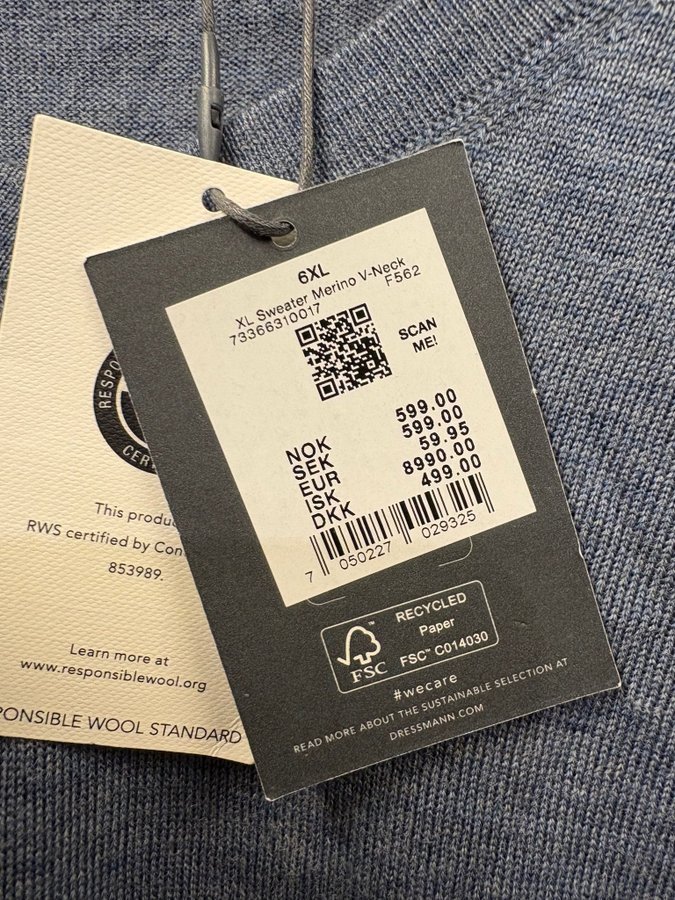 6XL
XL Sweater Merino V-Neck
73366310017 F562
SCAN
ME!
NOK 599.00
SEK 599.00
EUR 59.95
ISK 8990.00
DKK 499.00
7 050227 029325
RECYCLED
Paper
FSC™ C014030
FSC
#wecare
READ MORE ABOUT THE SUSTAINABLE SELECTION AT
DRESSMANN.COM
RESPO
CER
This produ
RWS certified by Con
853989.
Learn more at
www.responsiblewool.org
PONSIBLE WOOL STANDARD